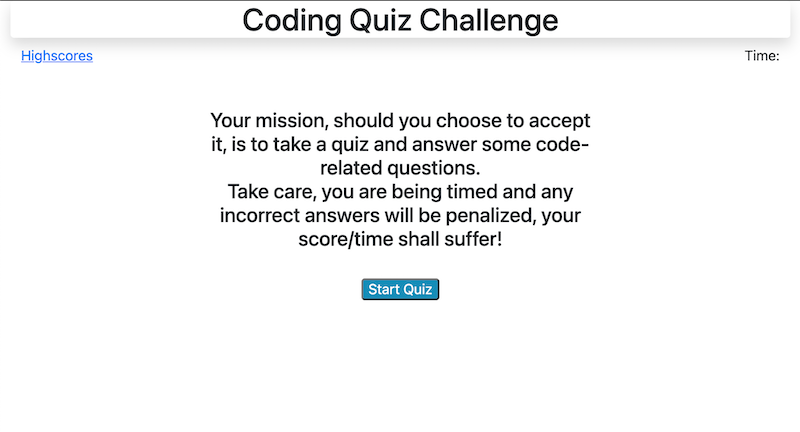 Coding Quiz Challenge
Highscores
Time:
Your mission, should you choose to accept
it, is to take a quiz and answer some code-
related questions.
Take care, you are being timed and any
incorrect answers will be penalized, your
score/time shall suffer!
Start Quiz